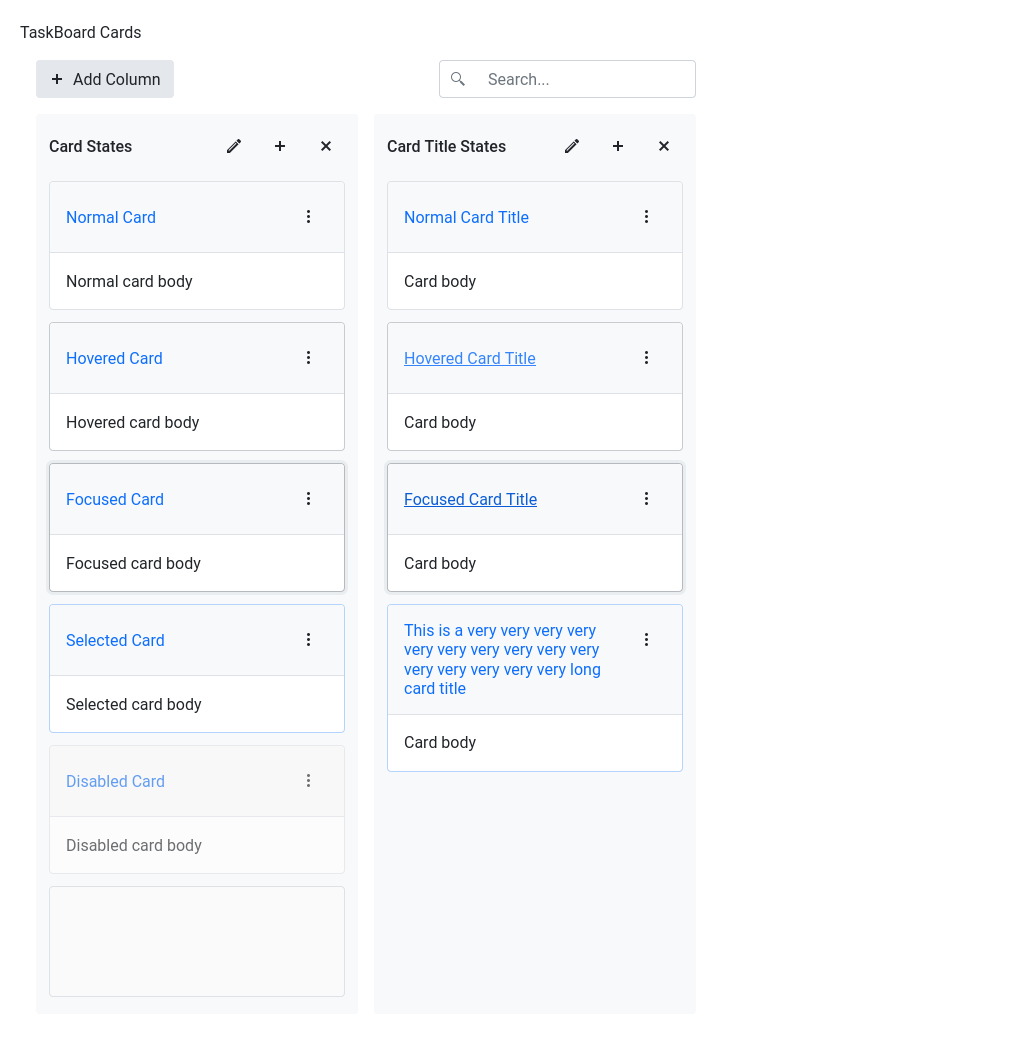 TaskBoard Cards
Add Column
Search...
Card States
Normal Card
Normal card body
Hovered Card
Hovered card body
Focused Card
Focused card body
Selected Card
Selected card body
Disabled Card
Disabled card body
Card Title States
Normal Card Title
Card body
Hovered Card Title
Card body
Focused Card Title
Card body
This is a very very very very
very very very very very very
very very very very very long
card title
Card body